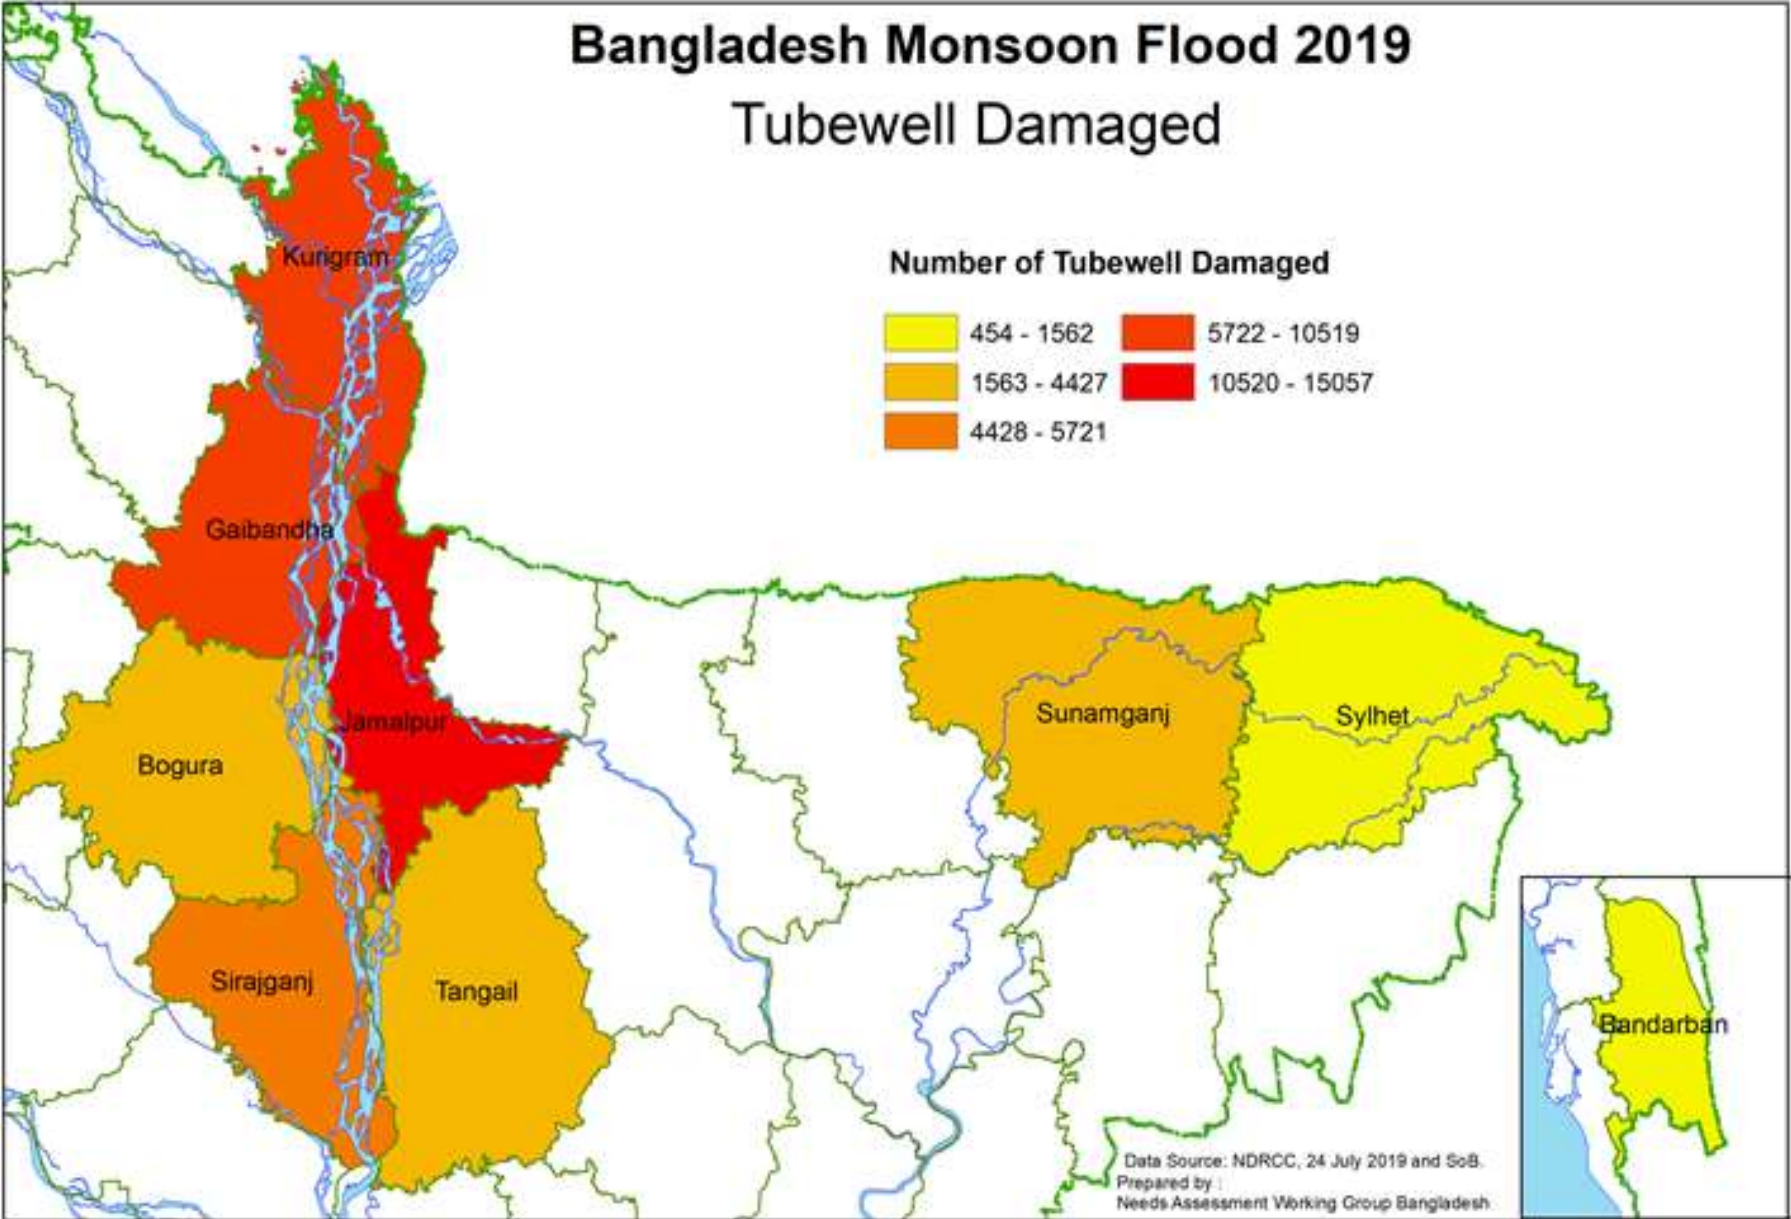 Bangladesh Monsoon Flood 2019
Tubewell Damaged
Number of Tubewell Damaged
454 - 1562
5722 - 10519
1563 - 4427
10520 - 15057
4428 - 5721
Kurigram
Gaibandha
Jamalpur
Bogura
Sunamganj
Sylhet
Sirajganj
Tangail
Bandarban
Data Source: NDRCC, 24 July 2019 and SoB.
Prepared by :
Needs Assessment Working Group Bangladesh